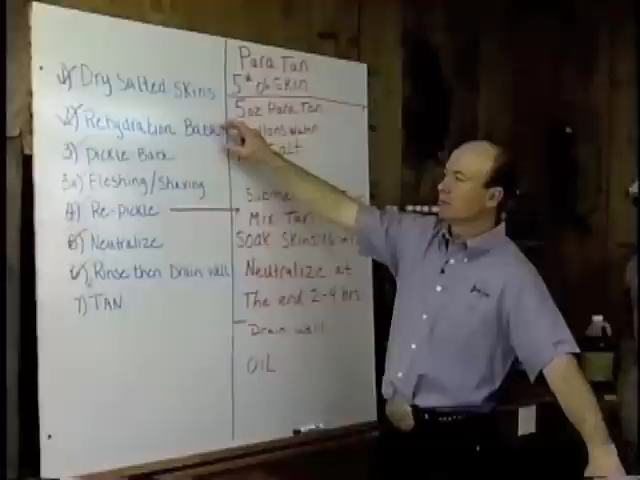 1) Dry Salted Skins
2) Rehydration Bath
3) Pickle Back
3a) Fleshing/Shaving
4) Re-Pickle
5) Neutralize
6) Rinse then Drain well
7) TAN
Para Tan
5# of Skin
5oz Para Tan
Mix Tan
Soak Skins
Neutralize at
The end 2-4 hrs.
Drain well
OIL